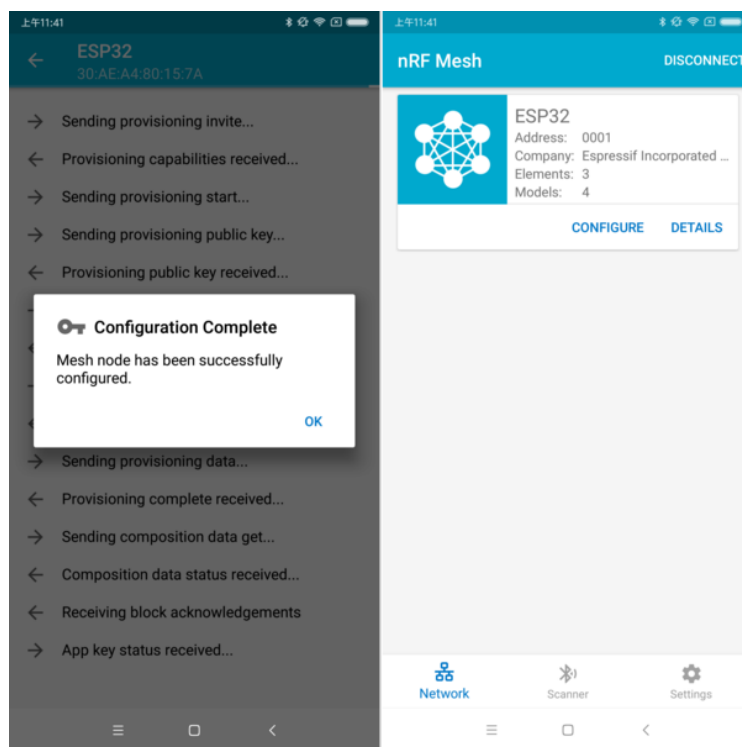 上午11:41
ESP32
30:AE:A4:80:15:7A
Sending provisioning invite...
Provisioning capabilities received...
Sending provisioning start...
Sending provisioning public key...
Provisioning public key received...
Configuration Complete
Mesh node has been successfully
configured.
OK
Sending provisioning data...
Provisioning complete received...
Sending composition data get...
Composition data status received...
Receiving block acknowledgements
App key status received...
上午11:41
nRF Mesh
DISCONNECT
ESP32
Address: 0001
Company: Espressif Incorporated ...
Elements: 3
Models: 4
CONFIGURE DETAILS
Network Scanner Settings